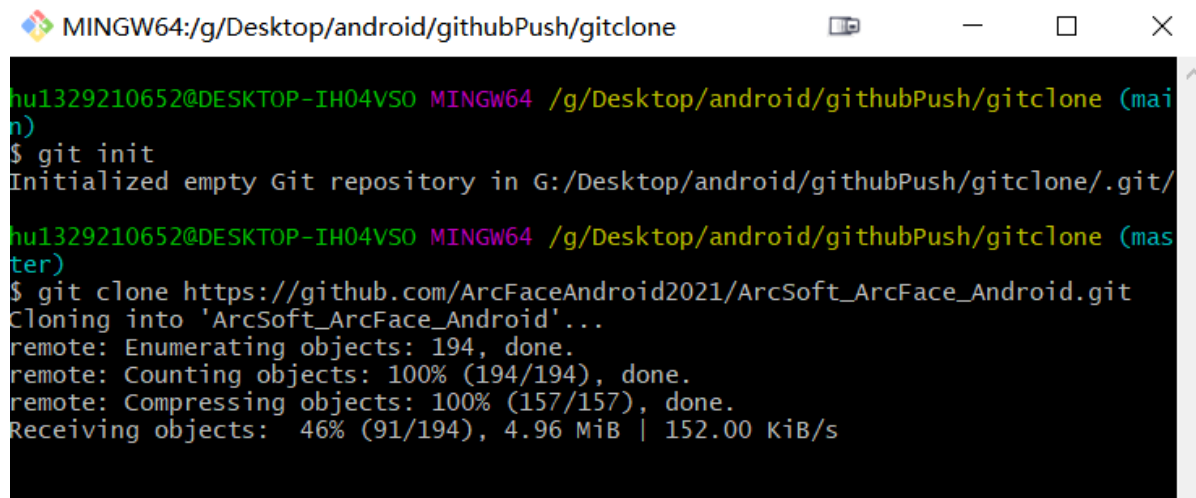 MINGW64:/g/Desktop/android/githubPush/gitclone
hu1329210652@DESKTOP-IH04VSO MINGW64 /g/Desktop/android/githubPush/gitclone (mai
n)
$ git init
Initialized empty Git repository in G:/Desktop/android/githubPush/gitclone/.git/
hu1329210652@DESKTOP-IH04VSO MINGW64 /g/Desktop/android/githubPush/gitclone (mas
ter)
$ git clone https://github.com/ArcFaceAndroid2021/ArcSoft_ArcFace_Android.git
Cloning into 'ArcSoft_ArcFace_Android'...
remote: Enumerating objects: 194, done.
remote: Counting objects: 100% (194/194), done.
remote: Compressing objects: 100% (157/157), done.
Receiving objects:  46% (91/194), 4.96 MiB | 152.00 KiB/s